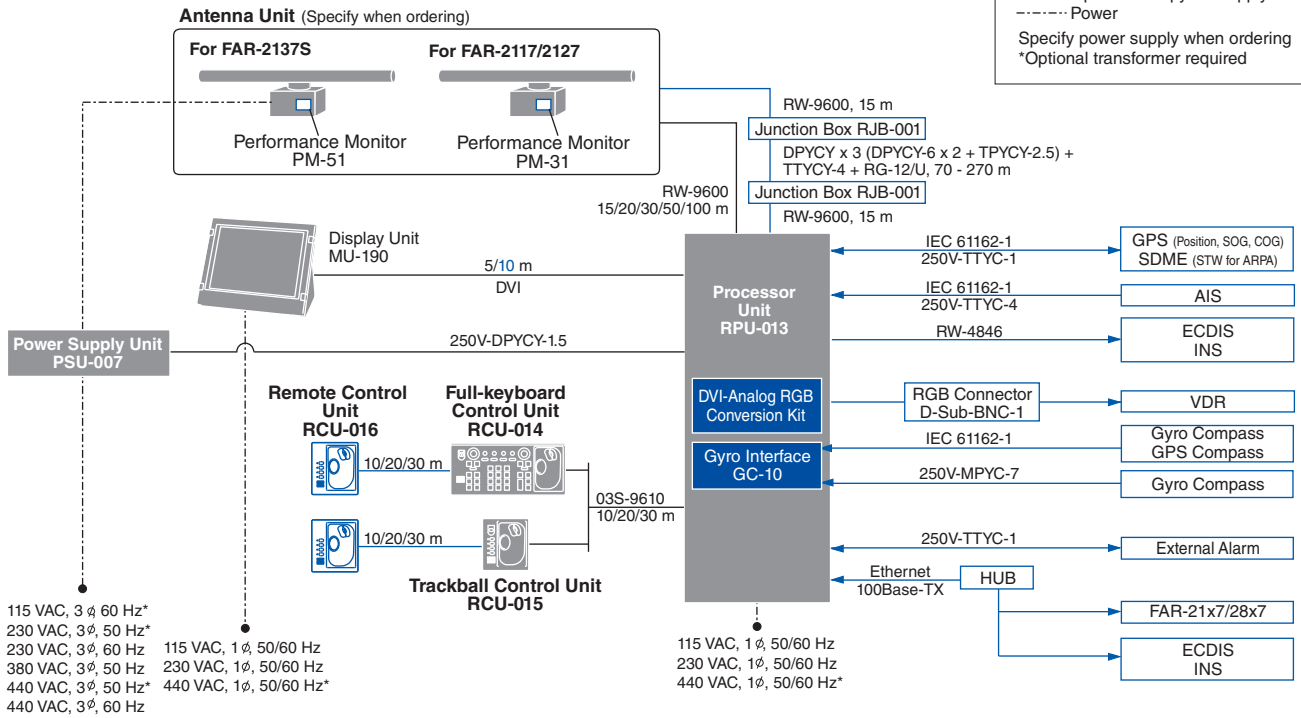 Antenna Unit (Specify when ordering)
For FAR-2137S
For FAR-2117/2127
Performance Monitor
PM-51
Performance Monitor
PM-31
Power
Specify power supply when ordering
*Optional transformer required
RW-9600, 15 m
Junction Box RJB-001
DPYCY x 3 (DPYCY-6 x 2 + TPYCY-2.5) +
TTYCY-4 + RG-12/U, 70 - 270 m
Junction Box RJB-001
RW-9600, 15 m
RW-9600
15/20/30/50/100 m
Display Unit
MU-190
5/10 m
DVI
Power Supply Unit
PSU-007
250V-DPYCY-1.5
Processor
Unit
RPU-013
DVI-Analog RGB
Conversion Kit
Gyro Interface
GC-10
IEC 61162-1
250V-TTYC-1
GPS (Position, SOG, COG)
SDME (STW for ARPA)
IEC 61162-1
250V-TTYC-4
AIS
RW-4846
ECDIS
INS
RGB Connector
D-Sub-BNC-1
VDR
IEC 61162-1
Gyro Compass
GPS Compass
250V-MPYC-7
Gyro Compass
250V-TTYC-1
External Alarm
Ethernet
100Base-TX
HUB
FAR-21x7/28x7
ECDIS
INS
Remote Control
Unit
RCU-016
Full-keyboard
Control Unit
RCU-014
10/20/30 m
03S-9610
10/20/30 m
10/20/30 m
Trackball Control Unit
RCU-015
115 VAC, 3 ø 60 Hz*
230 VAC, 3ø, 50 Hz*
230 VAC, 3ø, 60 Hz
380 VAC, 3ø, 50 Hz
440 VAC, 3ø, 50 Hz*
440 VAC, 3ø, 60 Hz
115 VAC, 1 ø, 50/60 Hz
230 VAC, 1ø, 50/60 Hz
440 VAC, 1ø, 50/60 Hz*
115 VAC, 1ø, 50/60 Hz
230 VAC, 1ø, 50/60 Hz
440 VAC, 1ø, 50/60 Hz*